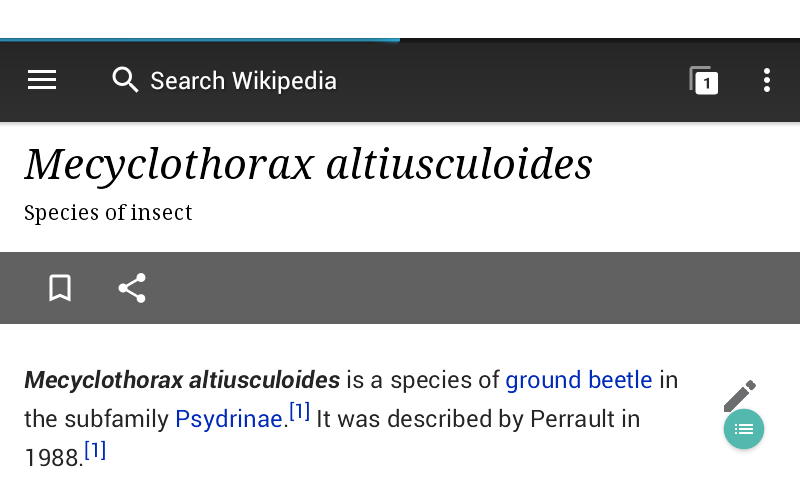 Search Wikipedia
1
Mecyclothorax altiusculoides
Species of insect
Mecyclothorax altiusculoides is a species of ground beetle in
the subfamily Psydrinae.[1] It was described by Perrault in
1988.[1]